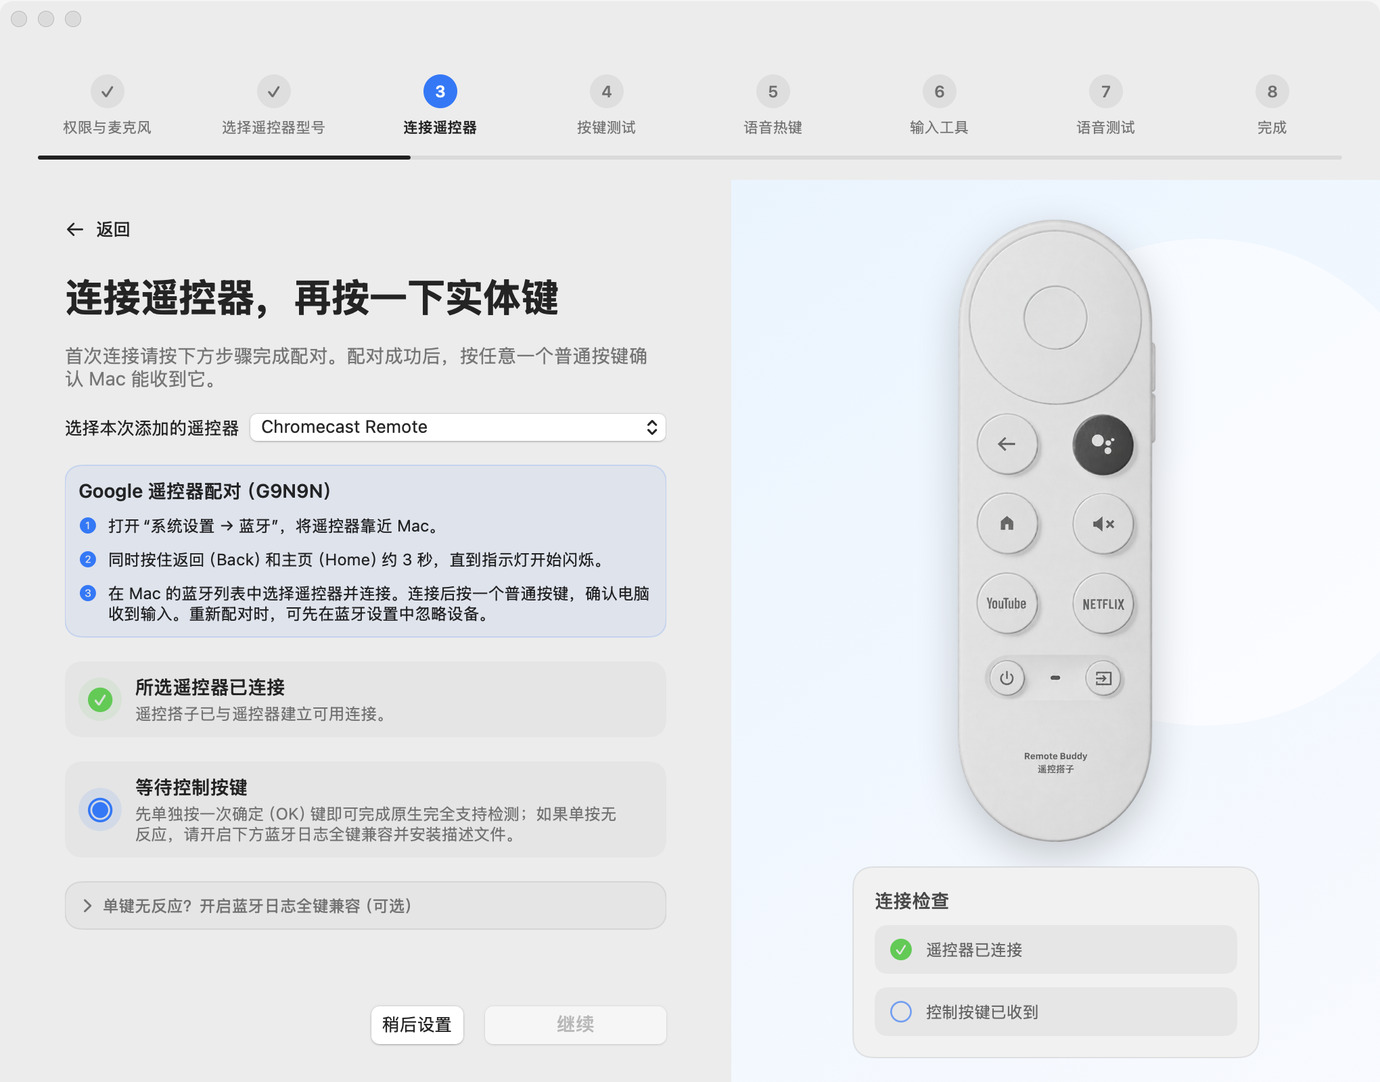 权限与麦克风
选择遥控器型号
3
连接遥控器
4
按键测试
5
语音热键
6
输入工具
7
语音测试
8
完成
← 返回
连接遥控器，再按一下实体键
首次连接请按下方步骤完成配对。配对成功后，按任意一个普通按键确
认 Mac 能收到它。
选择本次添加的遥控器 Chromecast Remote
Google 遥控器配对 (G9N9N)
1 打开“系统设置 → 蓝牙”，将遥控器靠近 Mac。
2 同时按住返回 (Back) 和主页 (Home) 约 3 秒，直到指示灯开始闪烁。
3 在 Mac 的蓝牙列表中选择遥控器并连接。连接后按一个普通按键，确认电脑
收到输入。重新配对时，可先在蓝牙设置中忽略设备。
所选遥控器已连接
遥控搭子已与遥控器建立可用连接。
等待控制按键
先单独按一次确定 (OK) 键即可完成原生完全支持检测；如果单按无
反应，请开启下方蓝牙日志全键兼容并安装描述文件。
单键无反应？开启蓝牙日志全键兼容 (可选)
稍后设置
继续
YouTube
NETFLIX
Remote Buddy
遥控搭子
连接检查
遥控器已连接
控制按键已收到